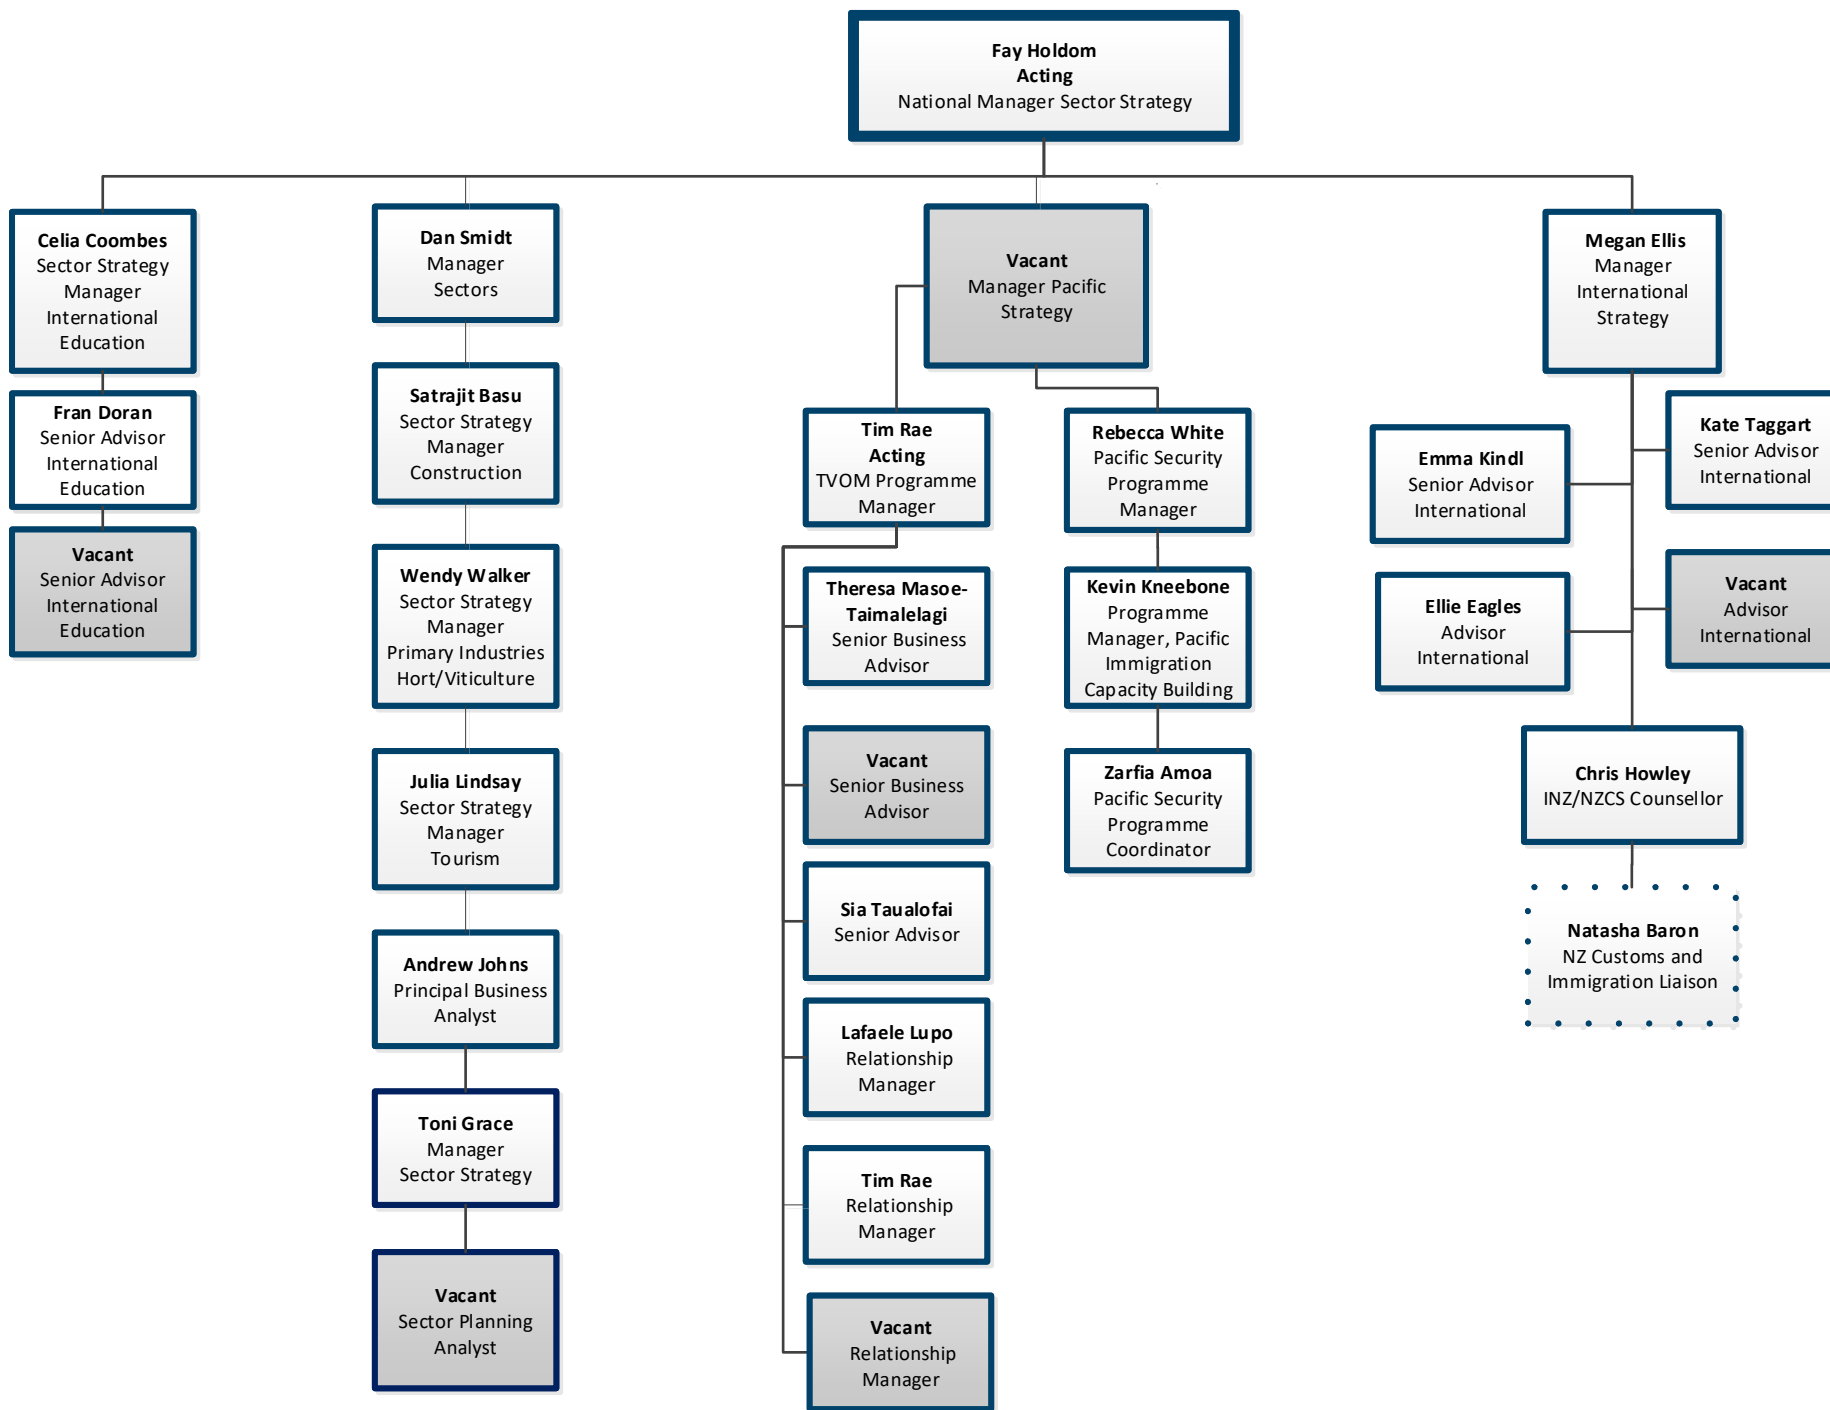 Fay Holdom
Acting
National Manager Sector Strategy
Celia Coombes
Sector Strategy
Manager
International
Education
Fran Doran
Senior Advisor
International
Education
Vacant
Senior Advisor
International
Education
Dan Smidt
Manager
Sectors
Satrajit Basu
Sector Strategy
Manager
Construction
Wendy Walker
Sector Strategy
Manager
Primary Industries
Hort/Viticulture
Julia Lindsay
Sector Strategy
Manager
Tourism
Andrew Johns
Principal Business
Analyst
Toni Grace
Manager
Sector Strategy
Vacant
Sector Planning
Analyst
Vacant
Manager Pacific
Strategy
Tim Rae
Acting
TVOM Programme
Manager
Theresa Masoe-
Taimalelagi
Senior Business
Advisor
Vacant
Senior Business
Advisor
Sia Taualofai
Senior Advisor
Lafaele Lupo
Relationship
Manager
Tim Rae
Relationship
Manager
Vacant
Relationship
Manager
Rebecca White
Pacific Security
Programme
Manager
Kevin Kneebone
Programme
Manager, Pacific
Immigration
Capacity Building
Zarfia Amoa
Pacific Security
Programme
Coordinator
Megan Ellis
Manager
International
Strategy
Emma Kindl
Senior Advisor
International
Kate Taggart
Senior Advisor
International
Ellie Eagles
Advisor
International
Vacant
Advisor
International
Chris Howley
INZ/NZCS Counsellor
Natasha Baron
NZ Customs and
Immigration Liaison